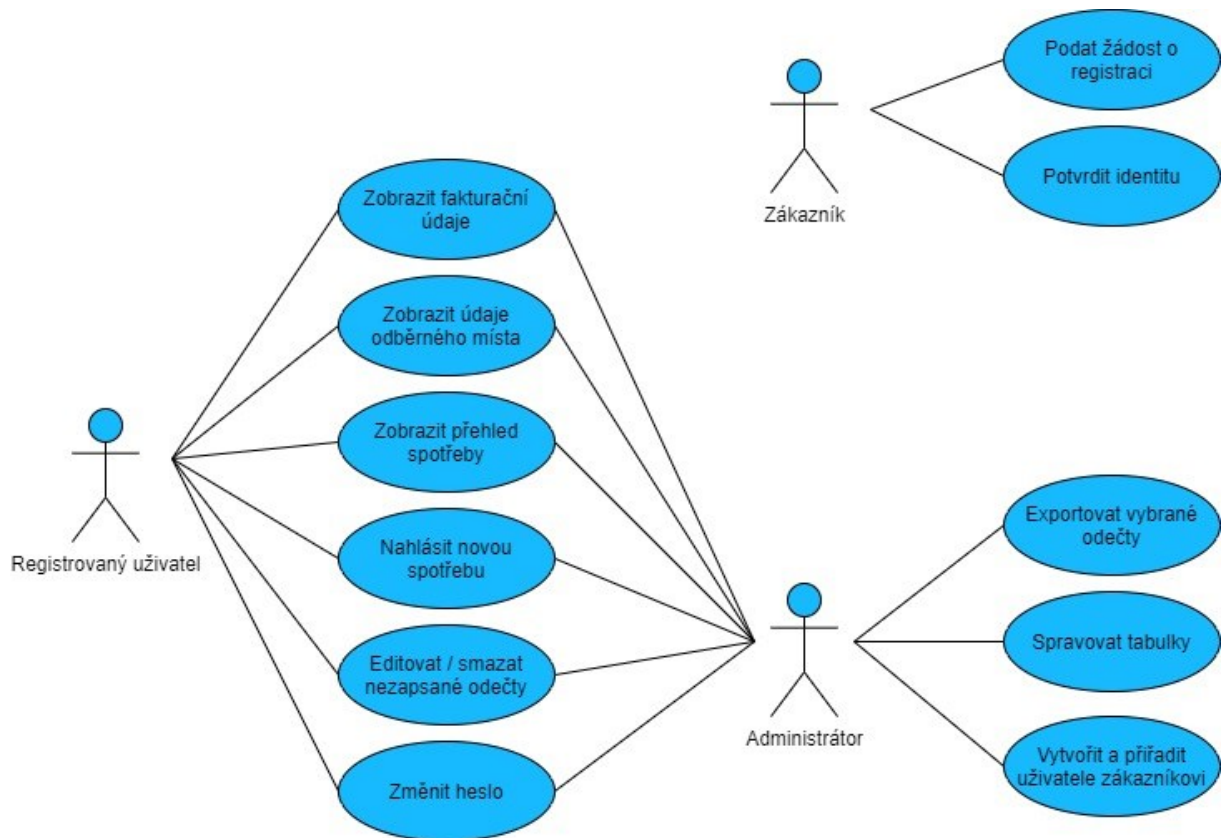 Podat žádost o
registraci
Potvrdit identitu
Zákazník
Zobrazit fakturační
údaje
Zobrazit údaje
odběrného místa
Zobrazit přehled
spotřeby
Nahlásit novou
spotřebu
Editovat / smazat
nezapsané odečty
Změnit heslo
Registrovaný uživatel
Exportovat vybrané
odečty
Spravovat tabulky
Vytvořit a přiřadit
uživatele zákazníkovi
Administrátor